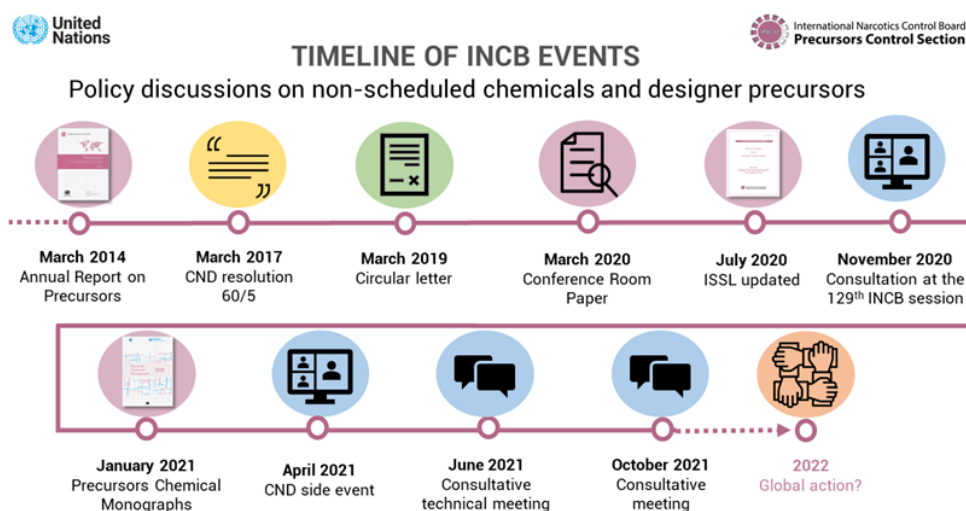 United
Nations
International Narcotics Control Board
Precursors Control Section
TIMELINE OF INCB EVENTS
Policy discussions on non-scheduled chemicals and designer precursors
March 2014
Annual Report on
Precursors
March 2017
CND resolution
60/5
March 2019
Circular letter
March 2020
Conference Room
Paper
July 2020
ISSL updated
November 2020
Consultation at the
129th INCB session
January 2021
Precursors Chemical
Monographs
April 2021
CND side event
June 2021
Consultative
technical meeting
October 2021
Consultative
meeting
2022
Global action?